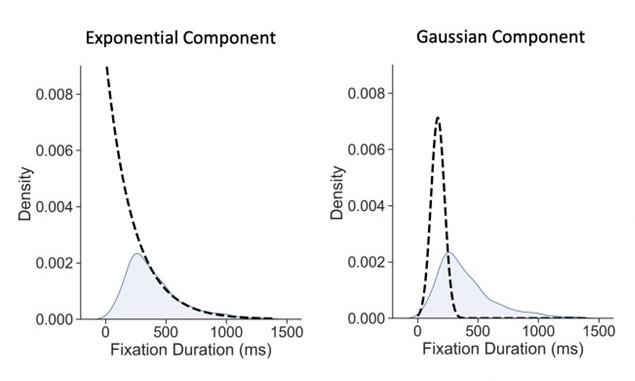 Exponential Component
0.008
0.006
0.004
0.002
0.000
Density
0 500 1000 1500
Fixation Duration (ms)
Gaussian Component
0.008
0.006
0.004
0.002
0.000
Density
0 500 1000 1500
Fixation Duration (ms)